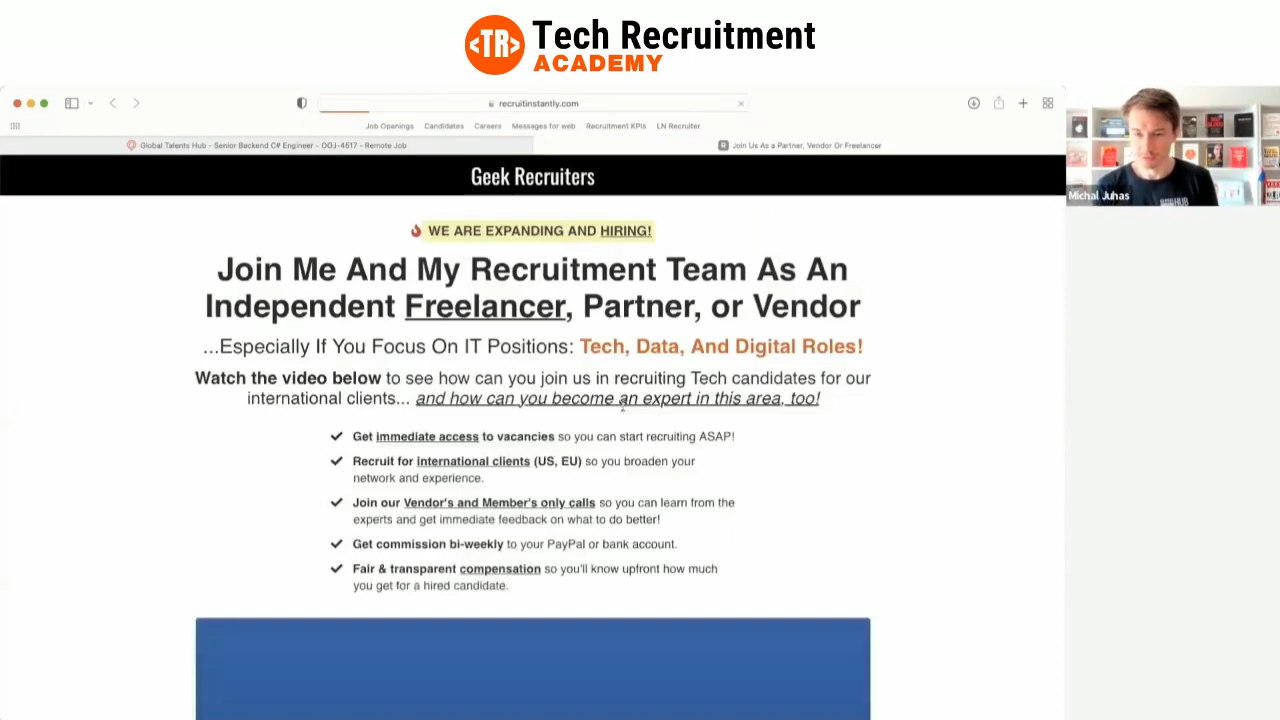 <TR> Tech Recruitment
ACADEMY
recruitinstantly.com
Job Openings Candidates Careers Messages for web Recruitment KPIs LN Recruiter
Global Talents Hub - Senior Backend C# Engineer - OOJ-4617 - Remote Job
Join Us As a Partner, Vendor Or Freelancer
Geek Recruiters
Michal Juhas
WE ARE EXPANDING AND HIRING!
Join Me And My Recruitment Team As An
Independent Freelancer, Partner, or Vendor
...Especially If You Focus On IT Positions: Tech, Data, And Digital Roles!
Watch the video below to see how can you join us in recruiting Tech candidates for our
international clients... and how can you become an expert in this area, too!
Get immediate access to vacancies so you can start recruiting ASAP!
Recruit for international clients (US, EU) so you broaden your
network and experience.
Join our Vendor's and Member's only calls so you can learn from the
experts and get immediate feedback on what to do better!
Get commission bi-weekly to your PayPal or bank account.
Fair & transparent compensation so you'll know upfront how much
you get for a hired candidate.